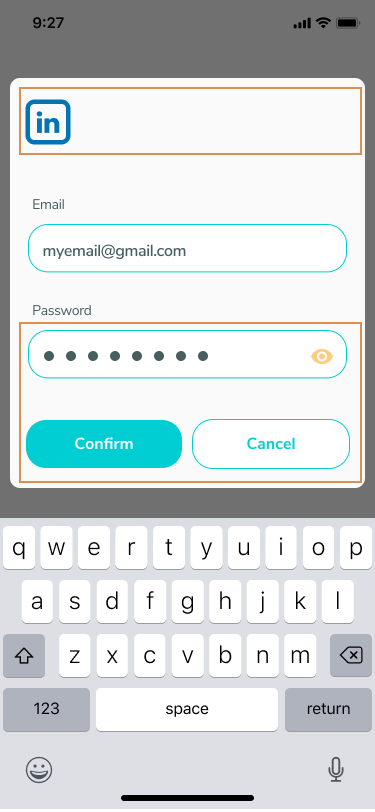 9:27
in
Email
myemail@gmail.com
Password
Confirm Cancel
q w e r t y u i o p
a s d f g h j k l
z x c v b n m
123 space return